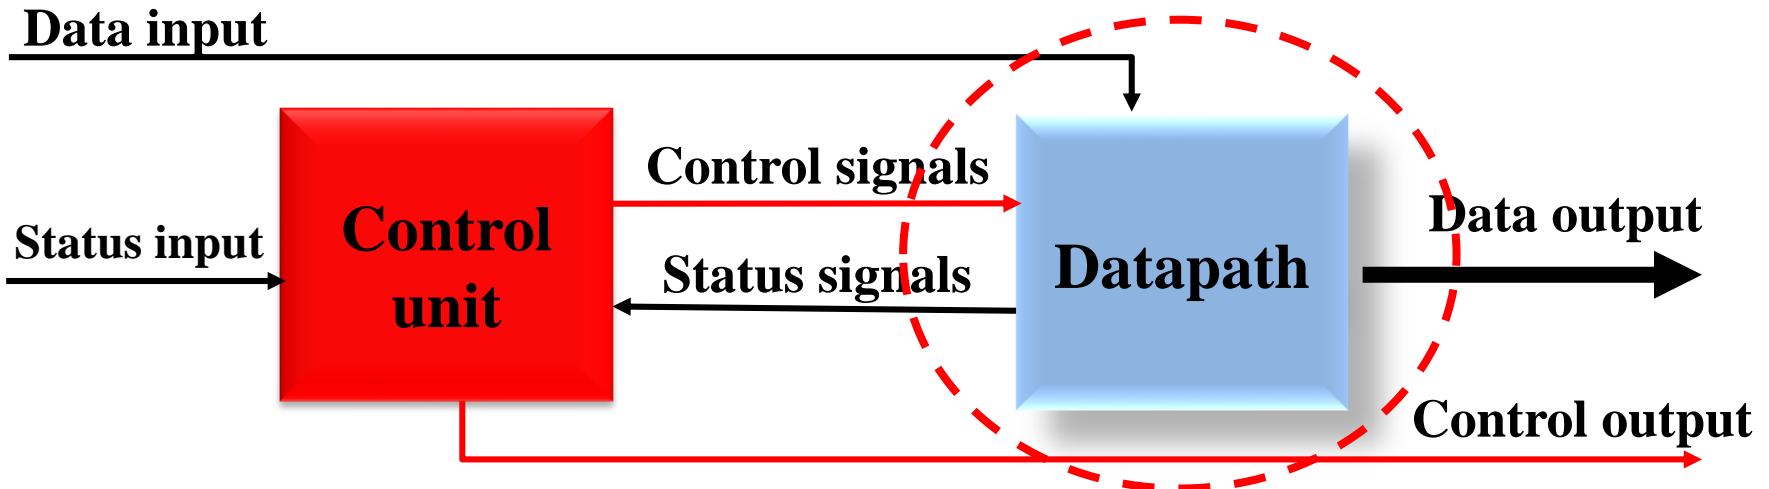 Data input
Control signals
Data output
Status input
Control
unit
Status signals
Datapath
Control output